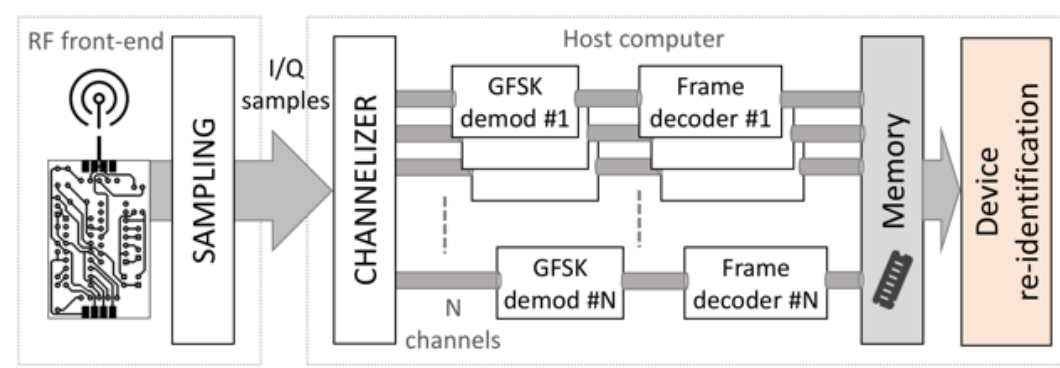 RF front-end
SAMPLING
I/Q
samples
Host computer
CHANNELIZER
GFSK
demod #1
Frame
decoder #1
GFSK
demod #N
Frame
decoder #N
N
channels
Memory
Device
re-identification